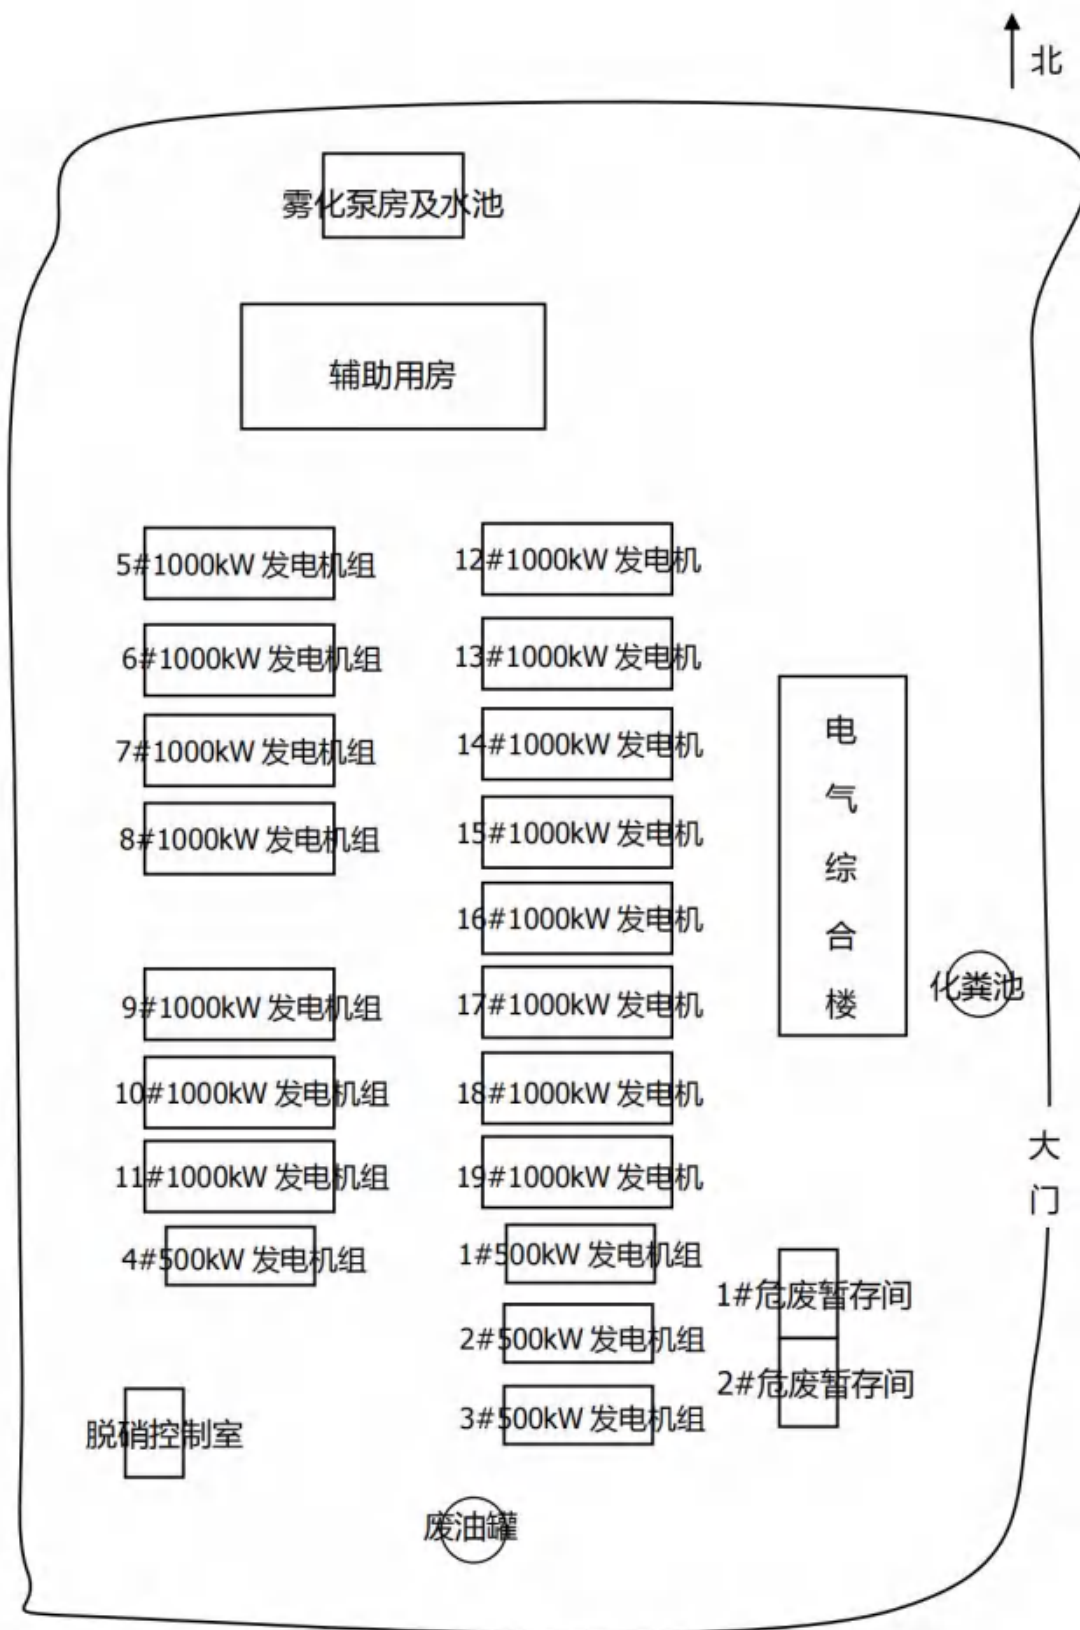 北
雾化泵房及水池
辅助用房
5#1000kW 发电机组
12#1000kW 发电机
6#1000kW 发电机组
13#1000kW 发电机
7#1000kW 发电机组
14#1000kW 发电机
8#1000kW 发电机组
15#1000kW 发电机
16#1000kW 发电机
9#1000kW 发电机组
17#1000kW 发电机
10#1000kW 发电机组
18#1000kW 发电机
11#1000kW 发电机组
19#1000kW 发电机
电气综合楼
化粪池
大门
4#500kW 发电机组
1#500kW 发电机组
1#危废暂存间
2#500kW 发电机组
2#危废暂存间
3#500kW 发电机组
脱硝控制室
废油罐